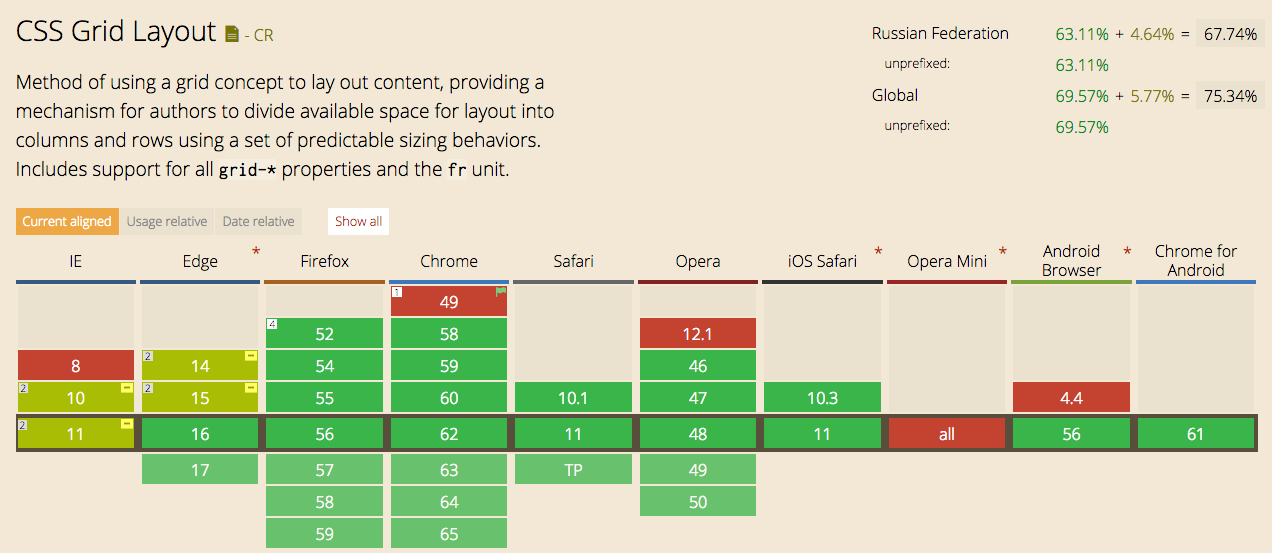 CSS Grid Layout - CR
Method of using a grid concept to lay out content, providing a
mechanism for authors to divide available space for layout into
columns and rows using a set of predictable sizing behaviors.
Includes support for all grid-* properties and the fr unit.
Russian Federation 63.11% + 4.64% = 67.74%
unprefixed: 63.11%
Global 69.57% + 5.77% = 75.34%
unprefixed: 69.57%
Current aligned Usage relative Date relative Show all
IE Edge * Firefox Chrome Safari Opera iOS Safari * Opera Mini * Android Browser * Chrome for Android
1 49
4 52 58 12.1
8 2 14 - 54 59 46
2 10 - 2 15 - 55 60 10.1 47 10.3 4.4
2 11 - 16 56 62 11 48 11 all 56 61
17 57 63 TP 49
58 64 50
59 65